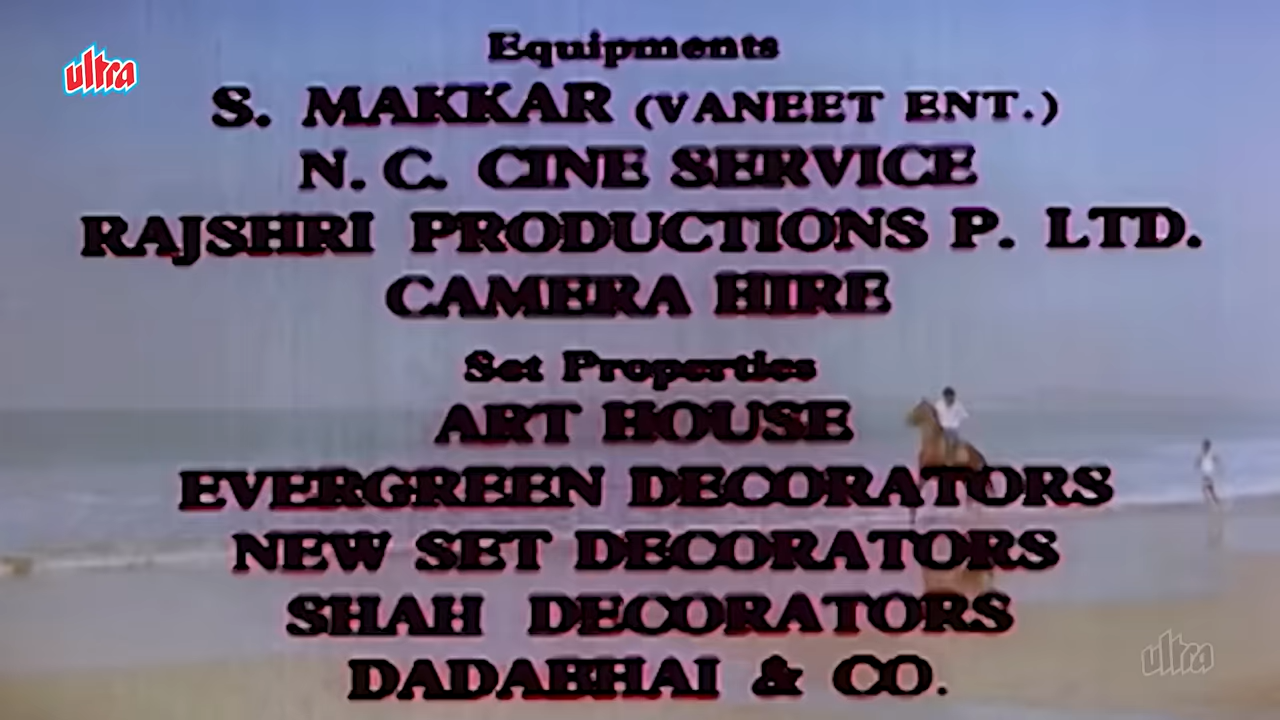 ultra
Equipments
S. MAKKAR (VANEET ENT.)
N. C. CINE SERVICE
RAJSHRI PRODUCTIONS P. LTD.
CAMERA HIRE
Set Properties
ART HOUSE
EVERGREEN DECORATORS
NEW SET DECORATORS
SHAH DECORATORS
DADABHAI & CO.
ultra